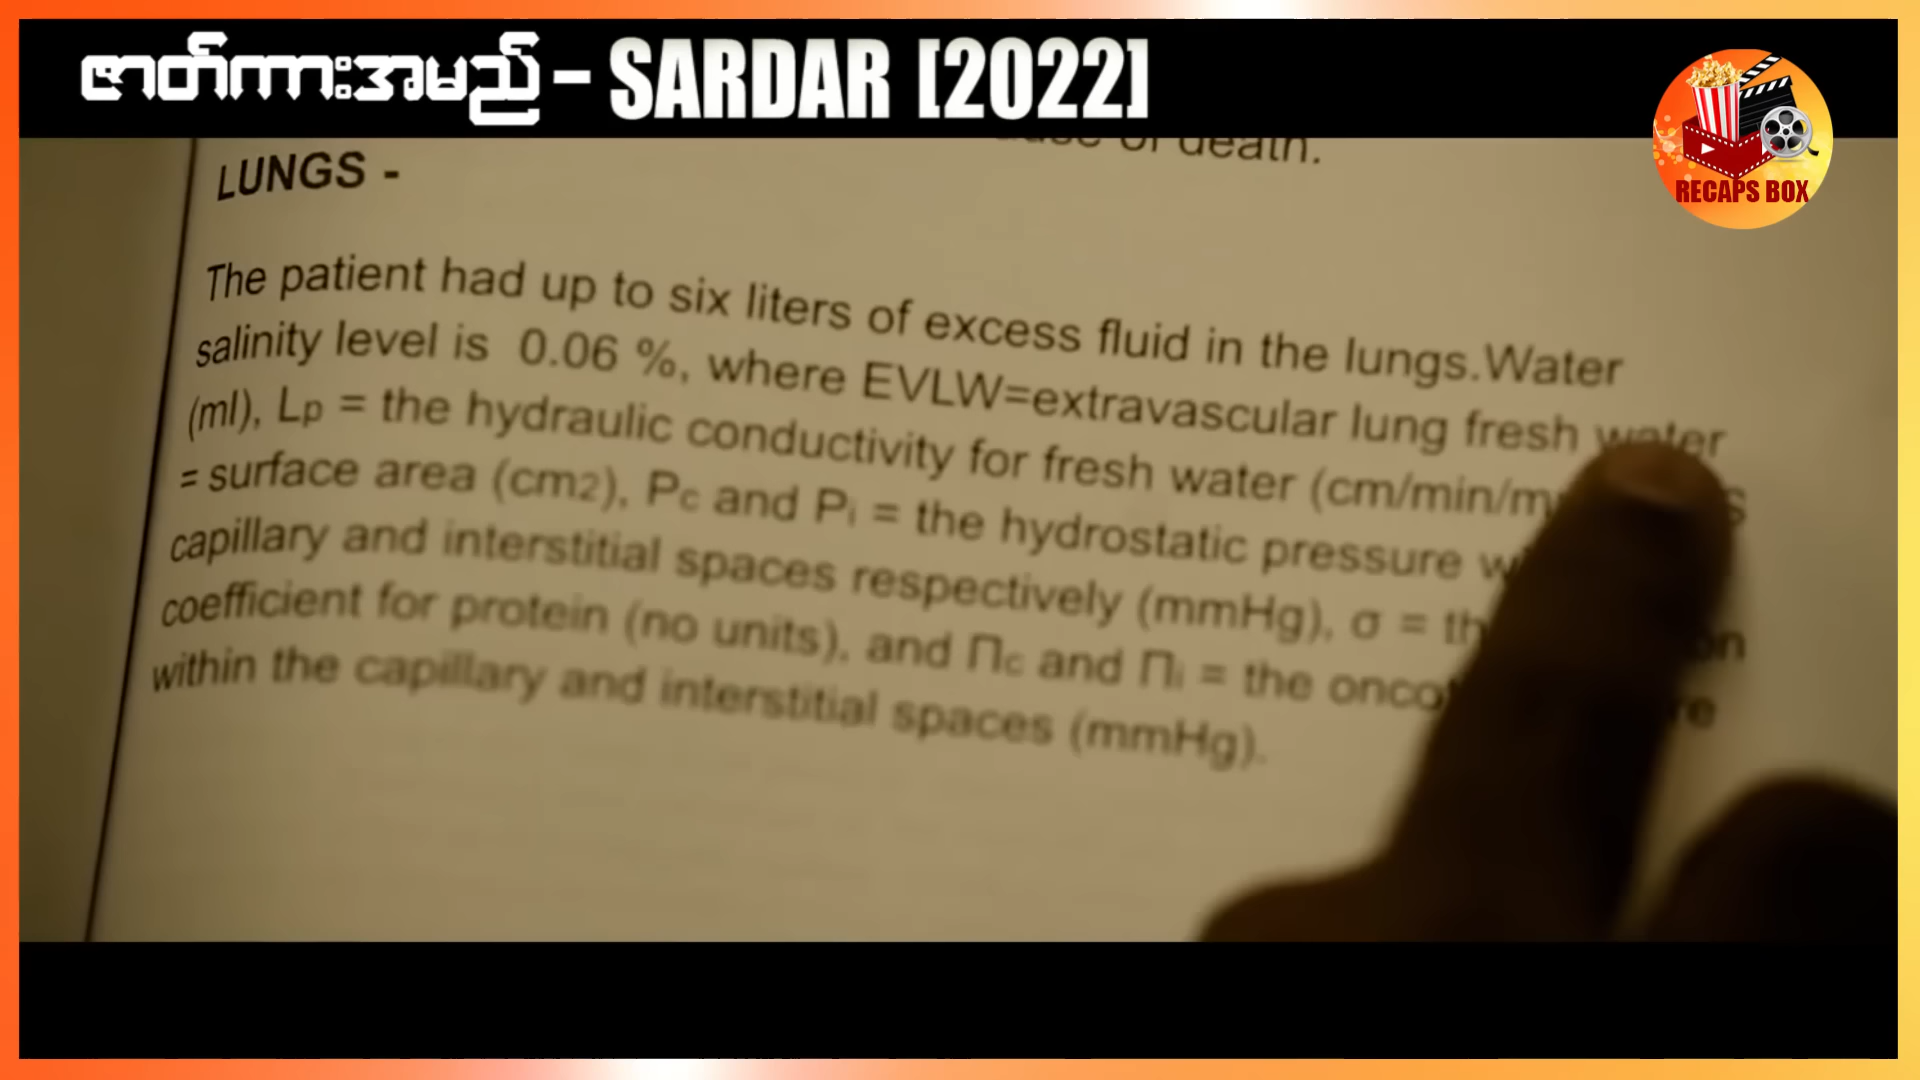 ဇာတ်ကားအမည် – SARDAR [2022]
RECAPS BOX
of death.
LUNGS -
The patient had up to six liters of excess fluid in the lungs.Water
salinity level is 0.06 %, where EVLW=extravascular lung fresh water
(ml), Lp = the hydraulic conductivity for fresh water (cm/min/m
= surface area (cm2), Pc and Pi = the hydrostatic pressure
capillary and interstitial spaces respectively (mmHg), σ =
coefficient for protein (no units), and Πc and Πi = the
within the capillary and interstitial spaces (mmHg).